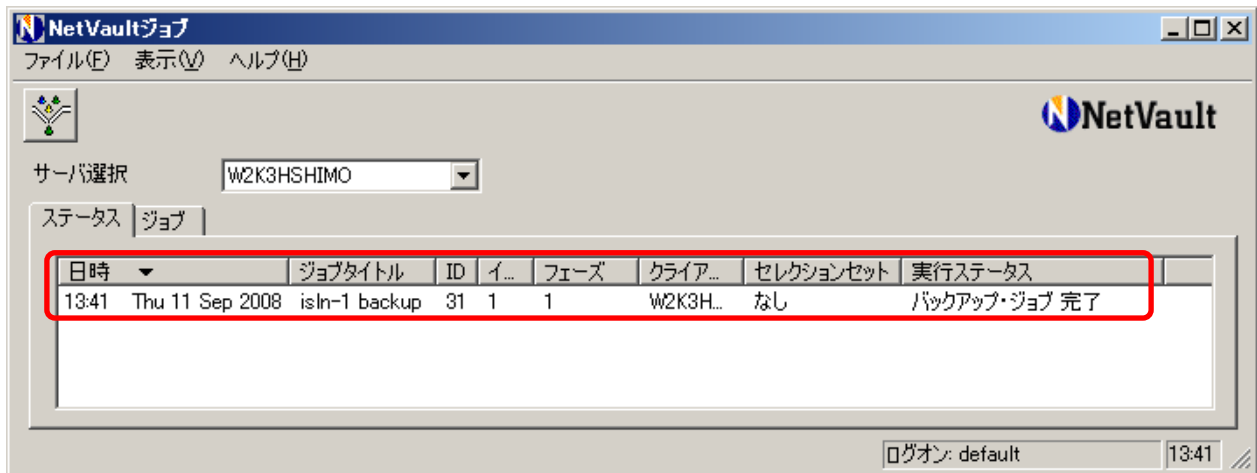 NetVaultジョブ
ファイル(F) 表示(V) ヘルプ(H)
NetVault
サーバ選択 W2K3HSHIMO
ステータス ジョブ
日時 ジョブタイトル ID イ... フェーズ クライア... セレクションセット 実行ステータス
13:41 Thu 11 Sep 2008 isln-1 backup 31 1 1 W2K3H... なし バックアップ・ジョブ 完了
ログオン: default 13:41